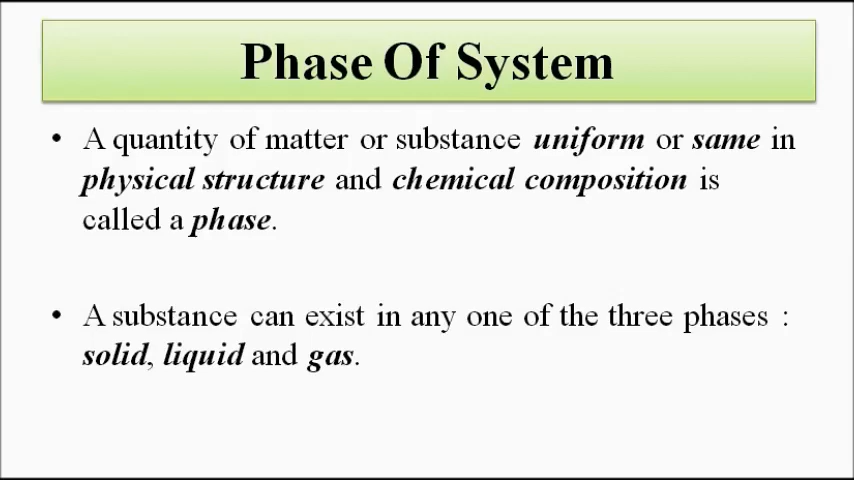 Phase Of System
• A quantity of matter or substance uniform or same in
physical structure and chemical composition is
called a phase.
• A substance can exist in any one of the three phases :
solid, liquid and gas.